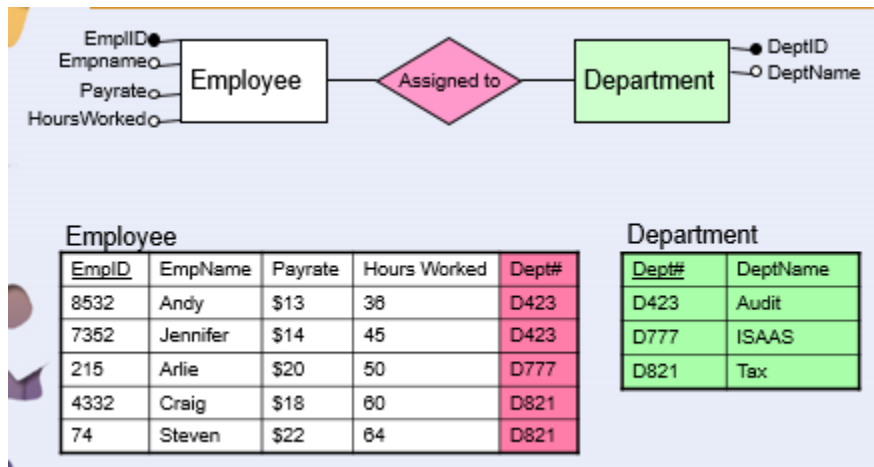 EmplID
Empname
Payrate
HoursWorked
Employee
Assigned to
Department
DeptID
DeptName
Employee
EmpID EmpName Payrate Hours Worked Dept#
8532 Andy $13 36 D423
7352 Jennifer $14 45 D423
215 Arlie $20 50 D777
4332 Craig $18 60 D821
74 Steven $22 64 D821
Department
Dept# DeptName
D423 Audit
D777 ISAAS
D821 Tax